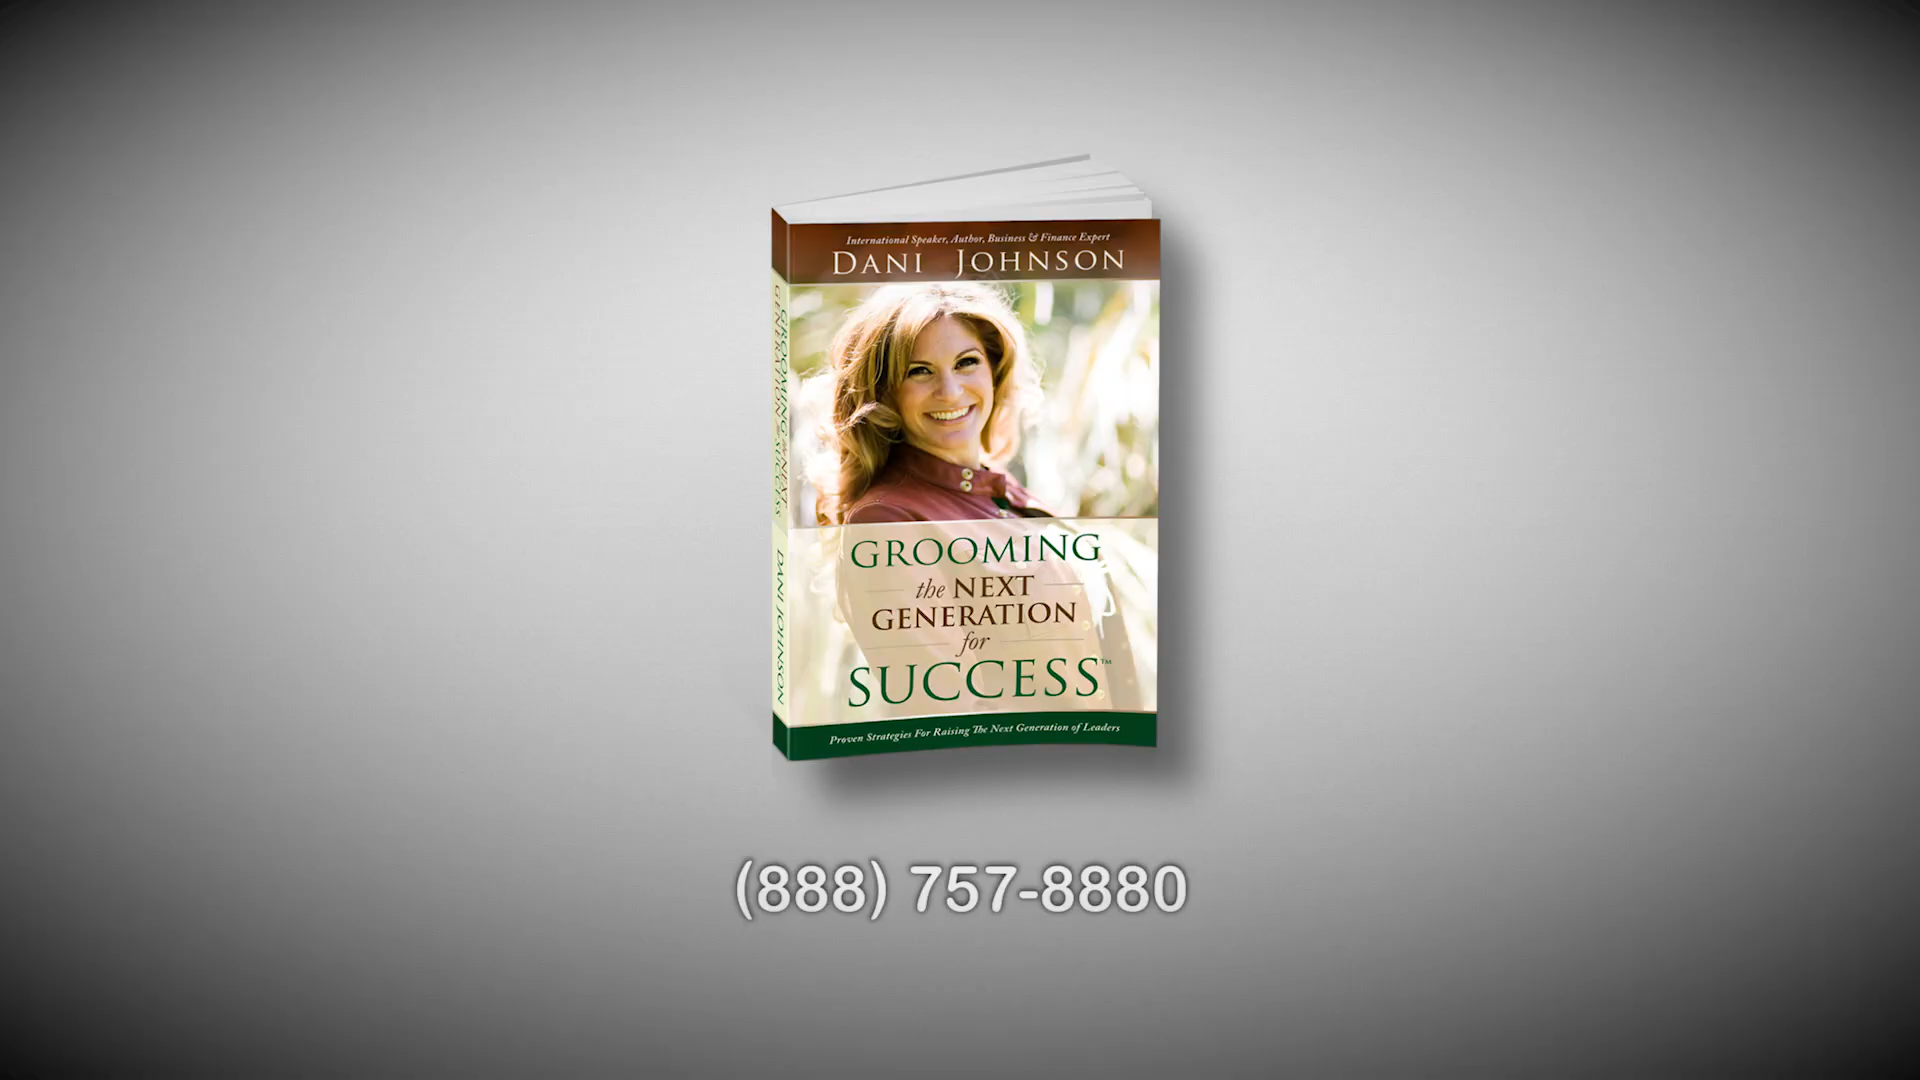 International Speaker, Author, Business & Finance Expert
DANI JOHNSON
GROOMING
the NEXT
GENERATION
for
SUCCESS™
Proven Strategies For Raising The Next Generation of Leaders
GROOMING the NEXT
GENERATION for SUCCESS
DANI JOHNSON
(888) 757-8880